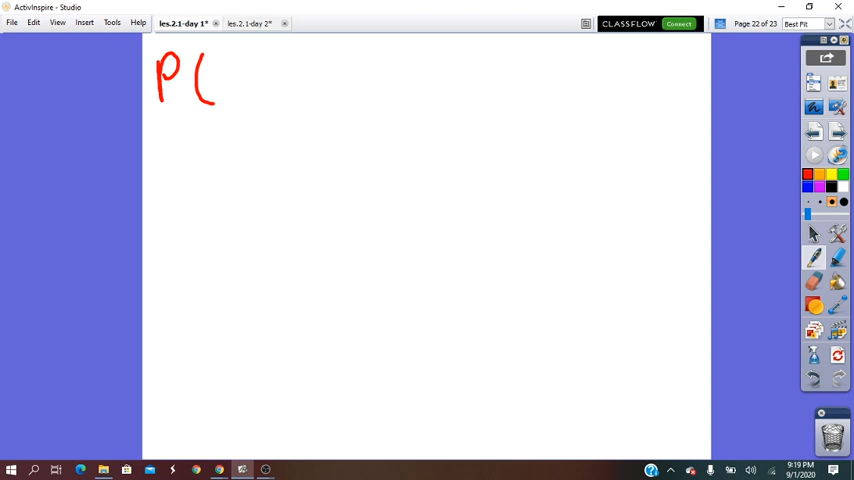 ActivInspire - Studio
File Edit View Insert Tools Help
les.2.1-day 1*
les.2.1-day 2*
CLASSFLOW
Connect
Page 22 of 23
Best Fit
P(
9:19 PM
9/1/2020